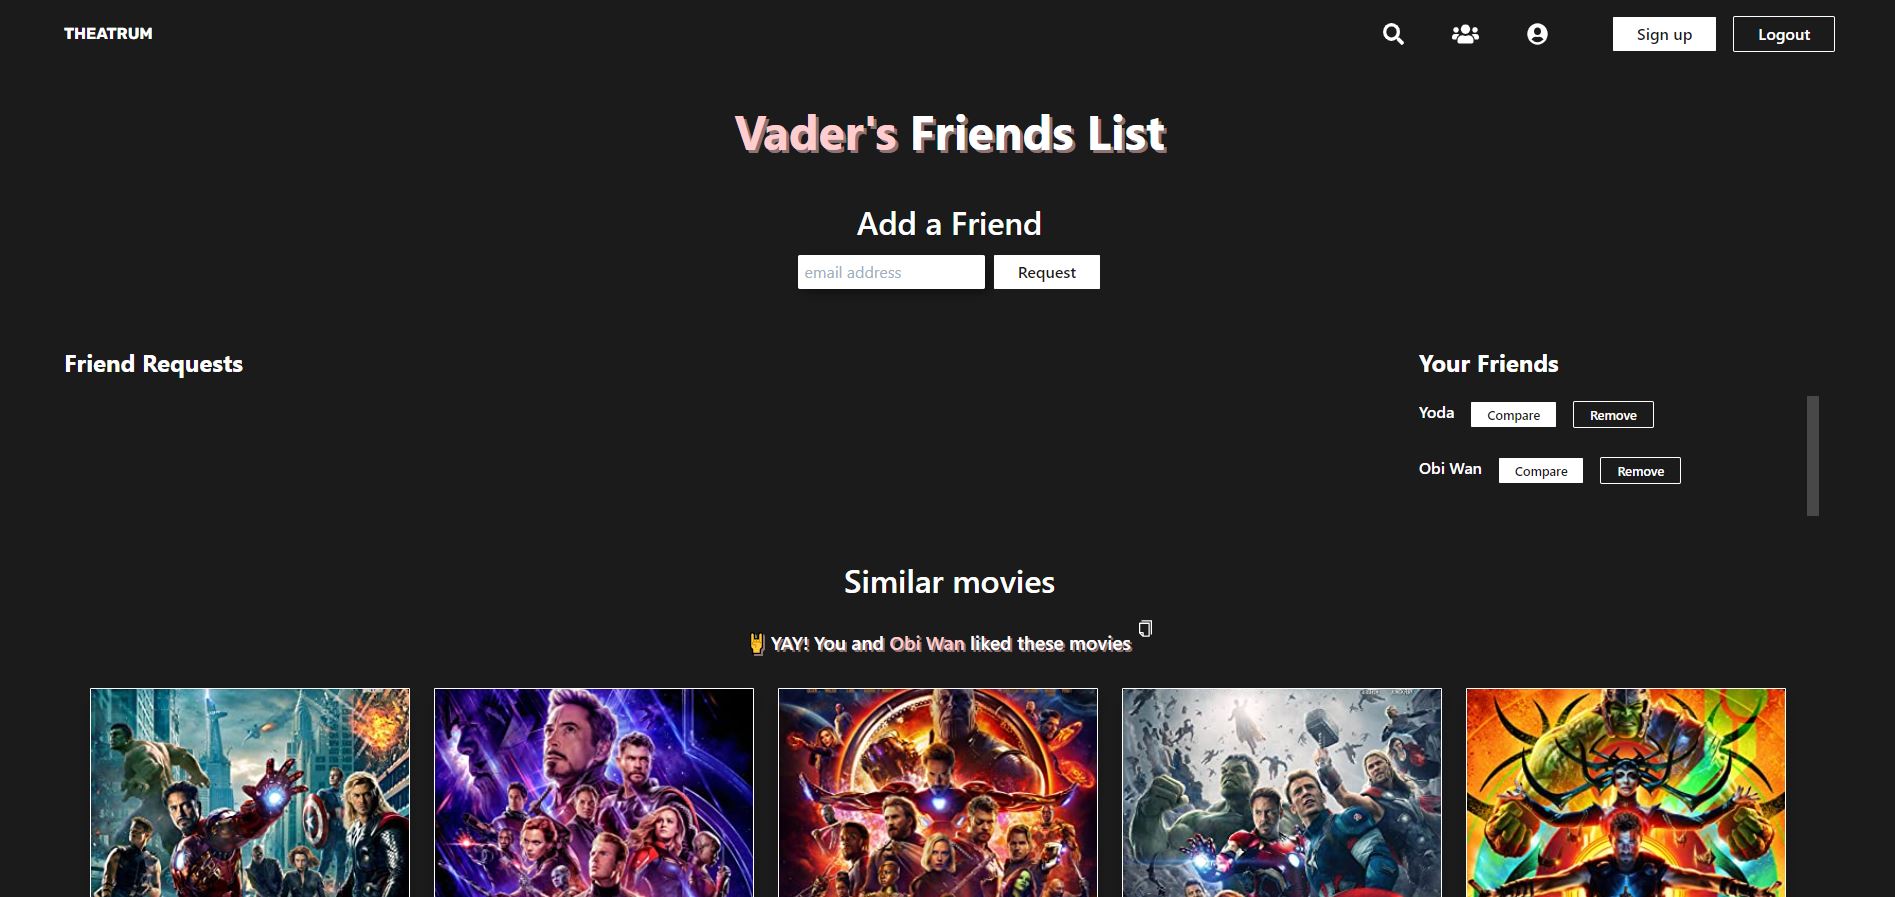 THEATRUM
Sign up
Logout
Vader's Friends List
Add a Friend
email address
Request
Friend Requests
Your Friends
Yoda
Compare
Remove
Obi Wan
Compare
Remove
Similar movies
🤘 YAY! You and Obi Wan liked these movies